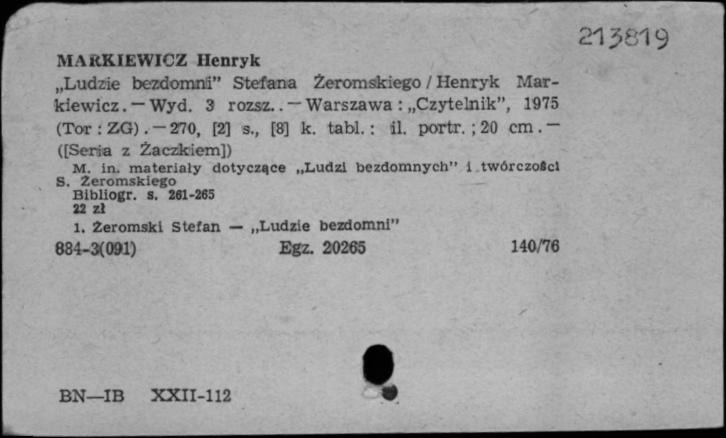 213819
MARKIEWICZ Henryk
„Ludzie bezdomni” Stefana Żeromskiego / Henryk Mar-
kiewicz. — Wyd. 3 rozsz.. — Warszawa : „Czytelnik”, 1975
(Tor : ZG). — 270, [2] s., [8] k. tabl. : il. portr. ; 20 cm. —
([Seria z Żaczkiem])
M. in. materiały dotyczące „Ludzi bezdomnych” i twórczości
S. Żeromskiego
Bibliogr. s. 261-265
22 zł
1. Żeromski Stefan — „Ludzie bezdomni”
884-3(091) Egz. 20265 140/76
BN—IB XXII-112